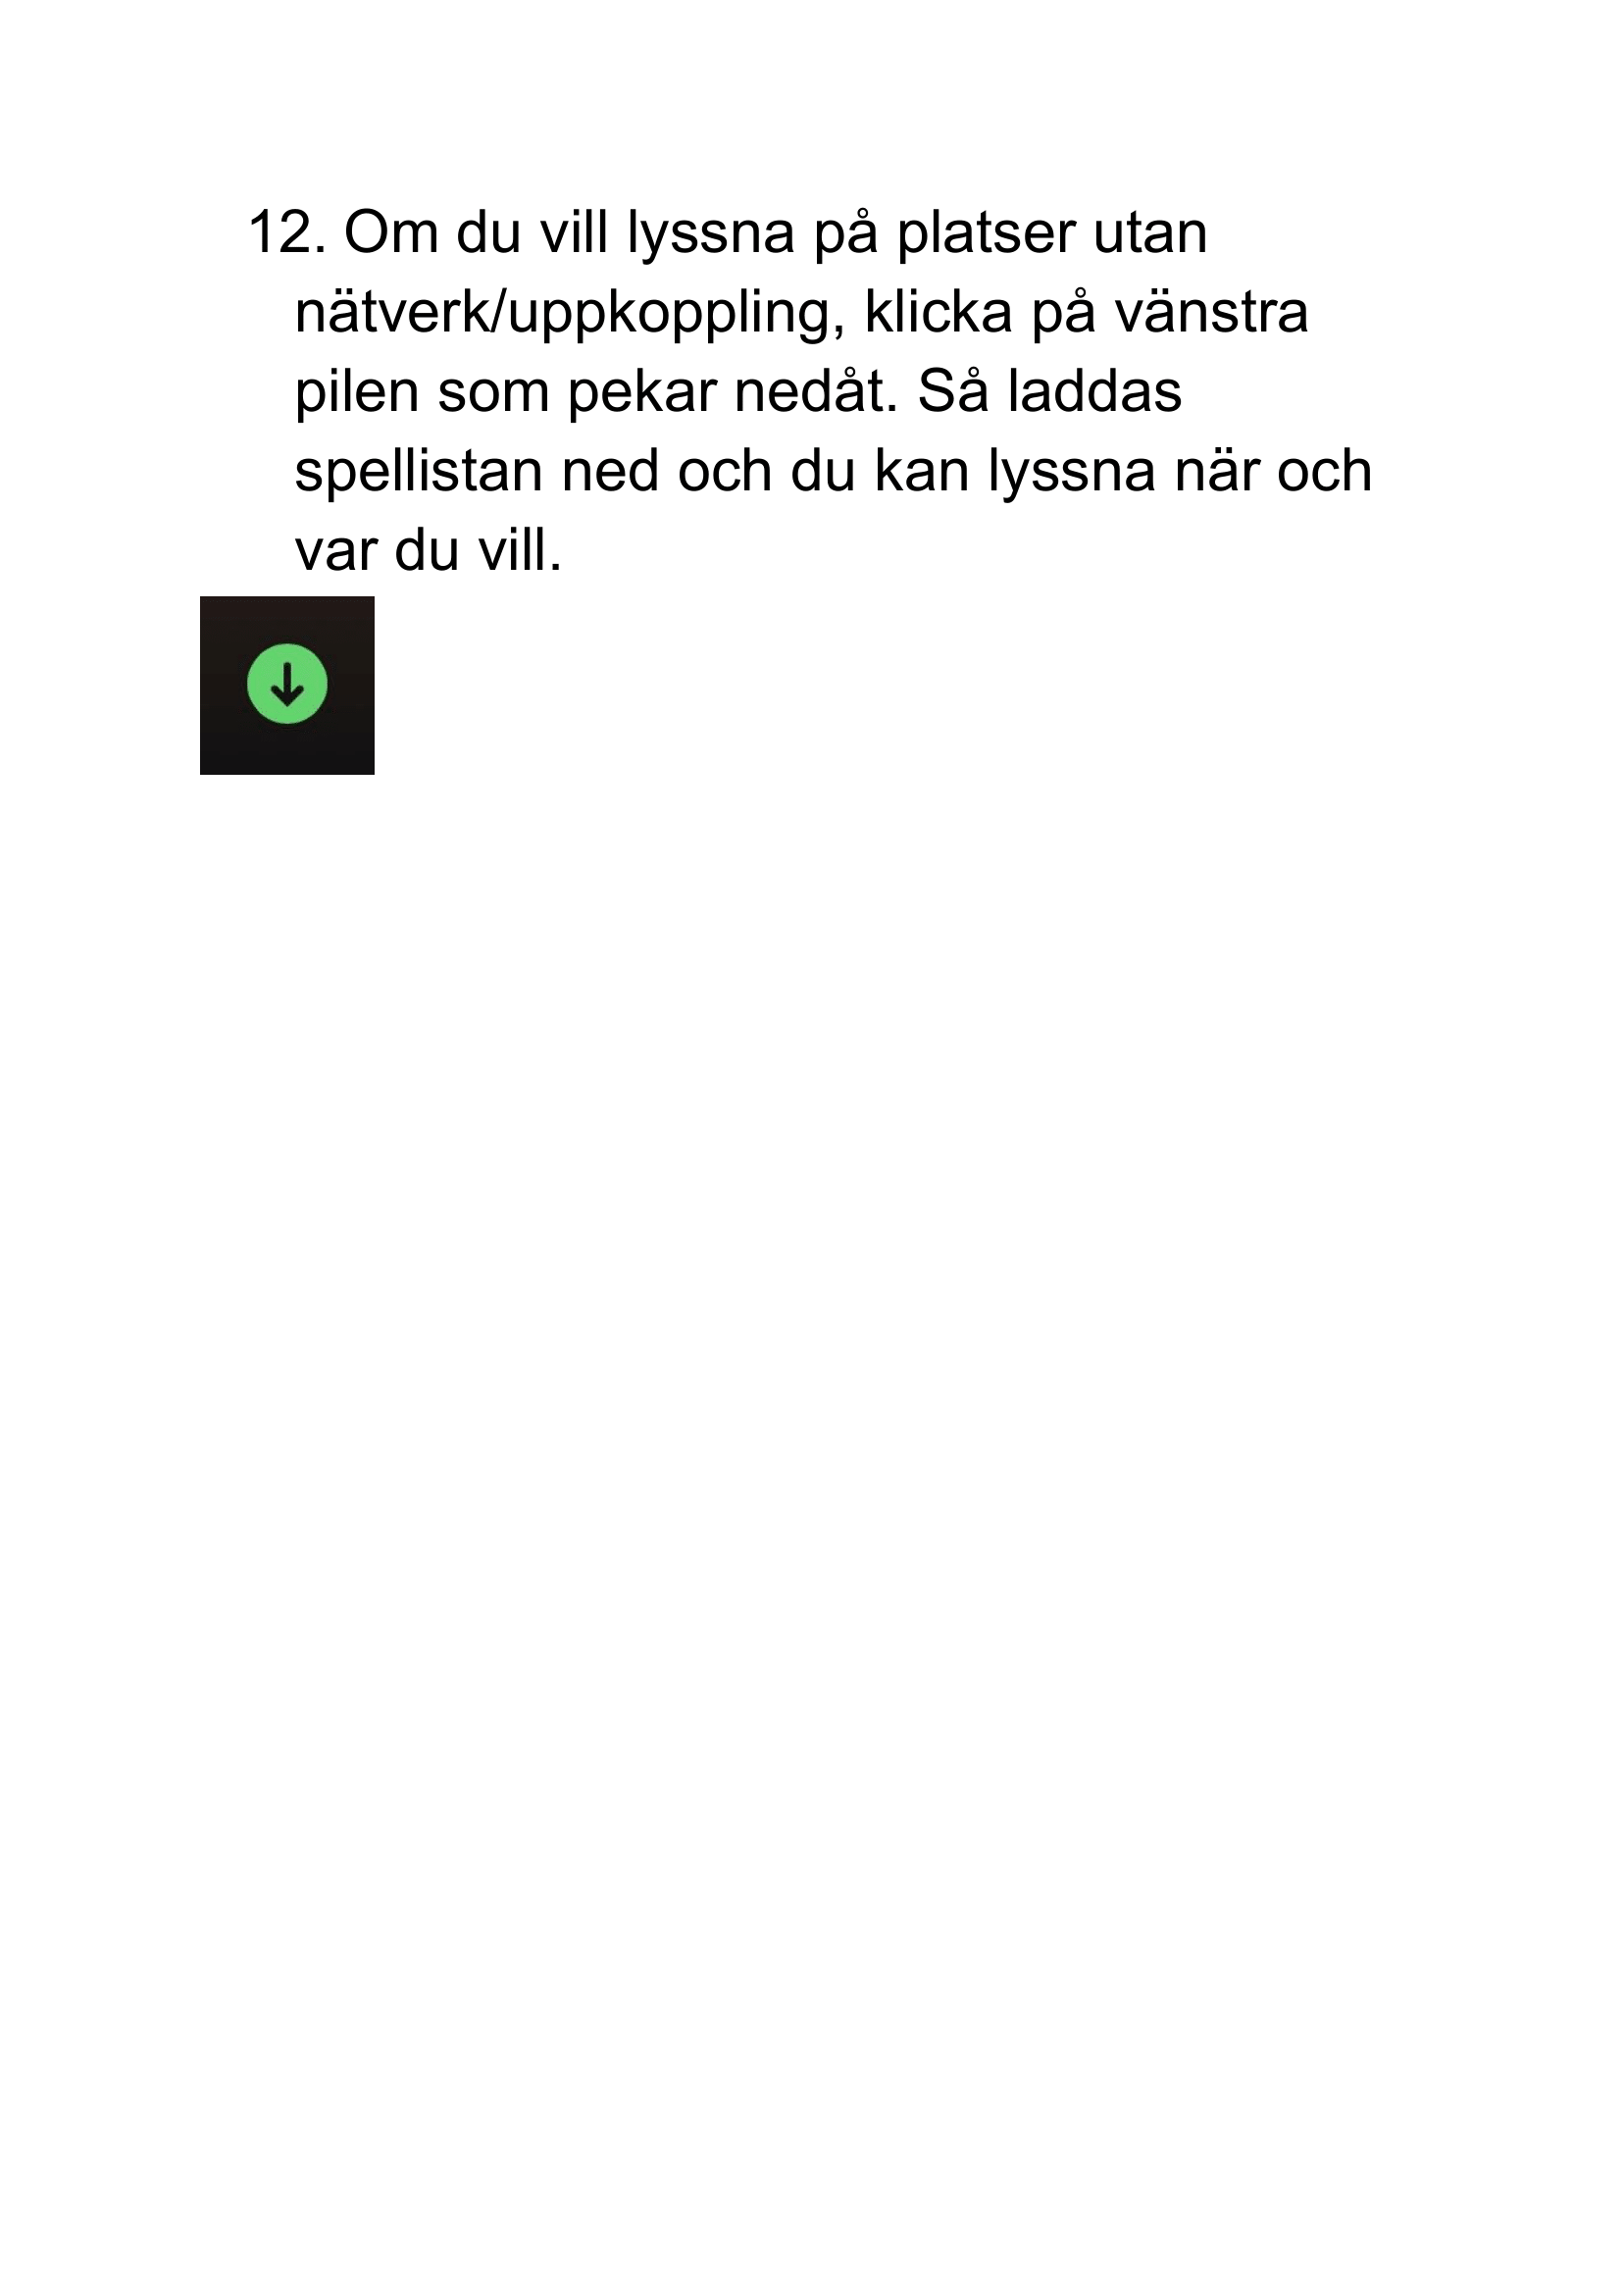 12. Om du vill lyssna på platser utan
nätverk/uppkoppling, klicka på vänstra
pilen som pekar nedåt. Så laddas
spellistan ned och du kan lyssna när och
var du vill.